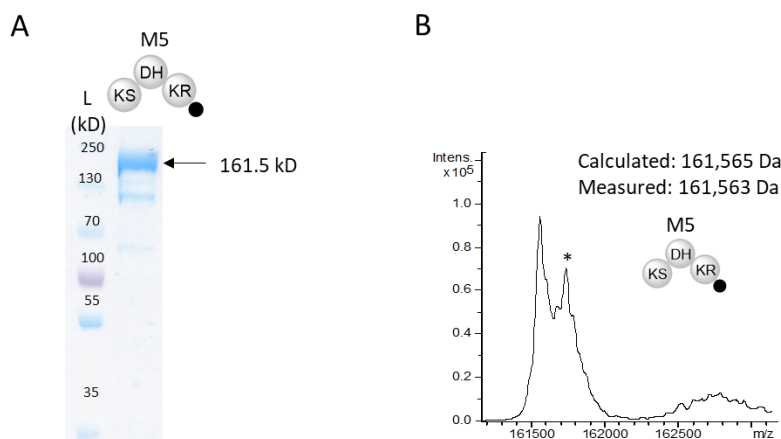 A
M5
DH
KS
KR
L
(kD)
250
130
70
100
55
35
161.5 kD
B
Intens.
x10⁵
1.0
0.8
0.6
0.4
0.2
0.0
161500
162000
162500
m/z
*
Calculated: 161,565 Da
Measured: 161,563 Da
M5
DH
KS
KR